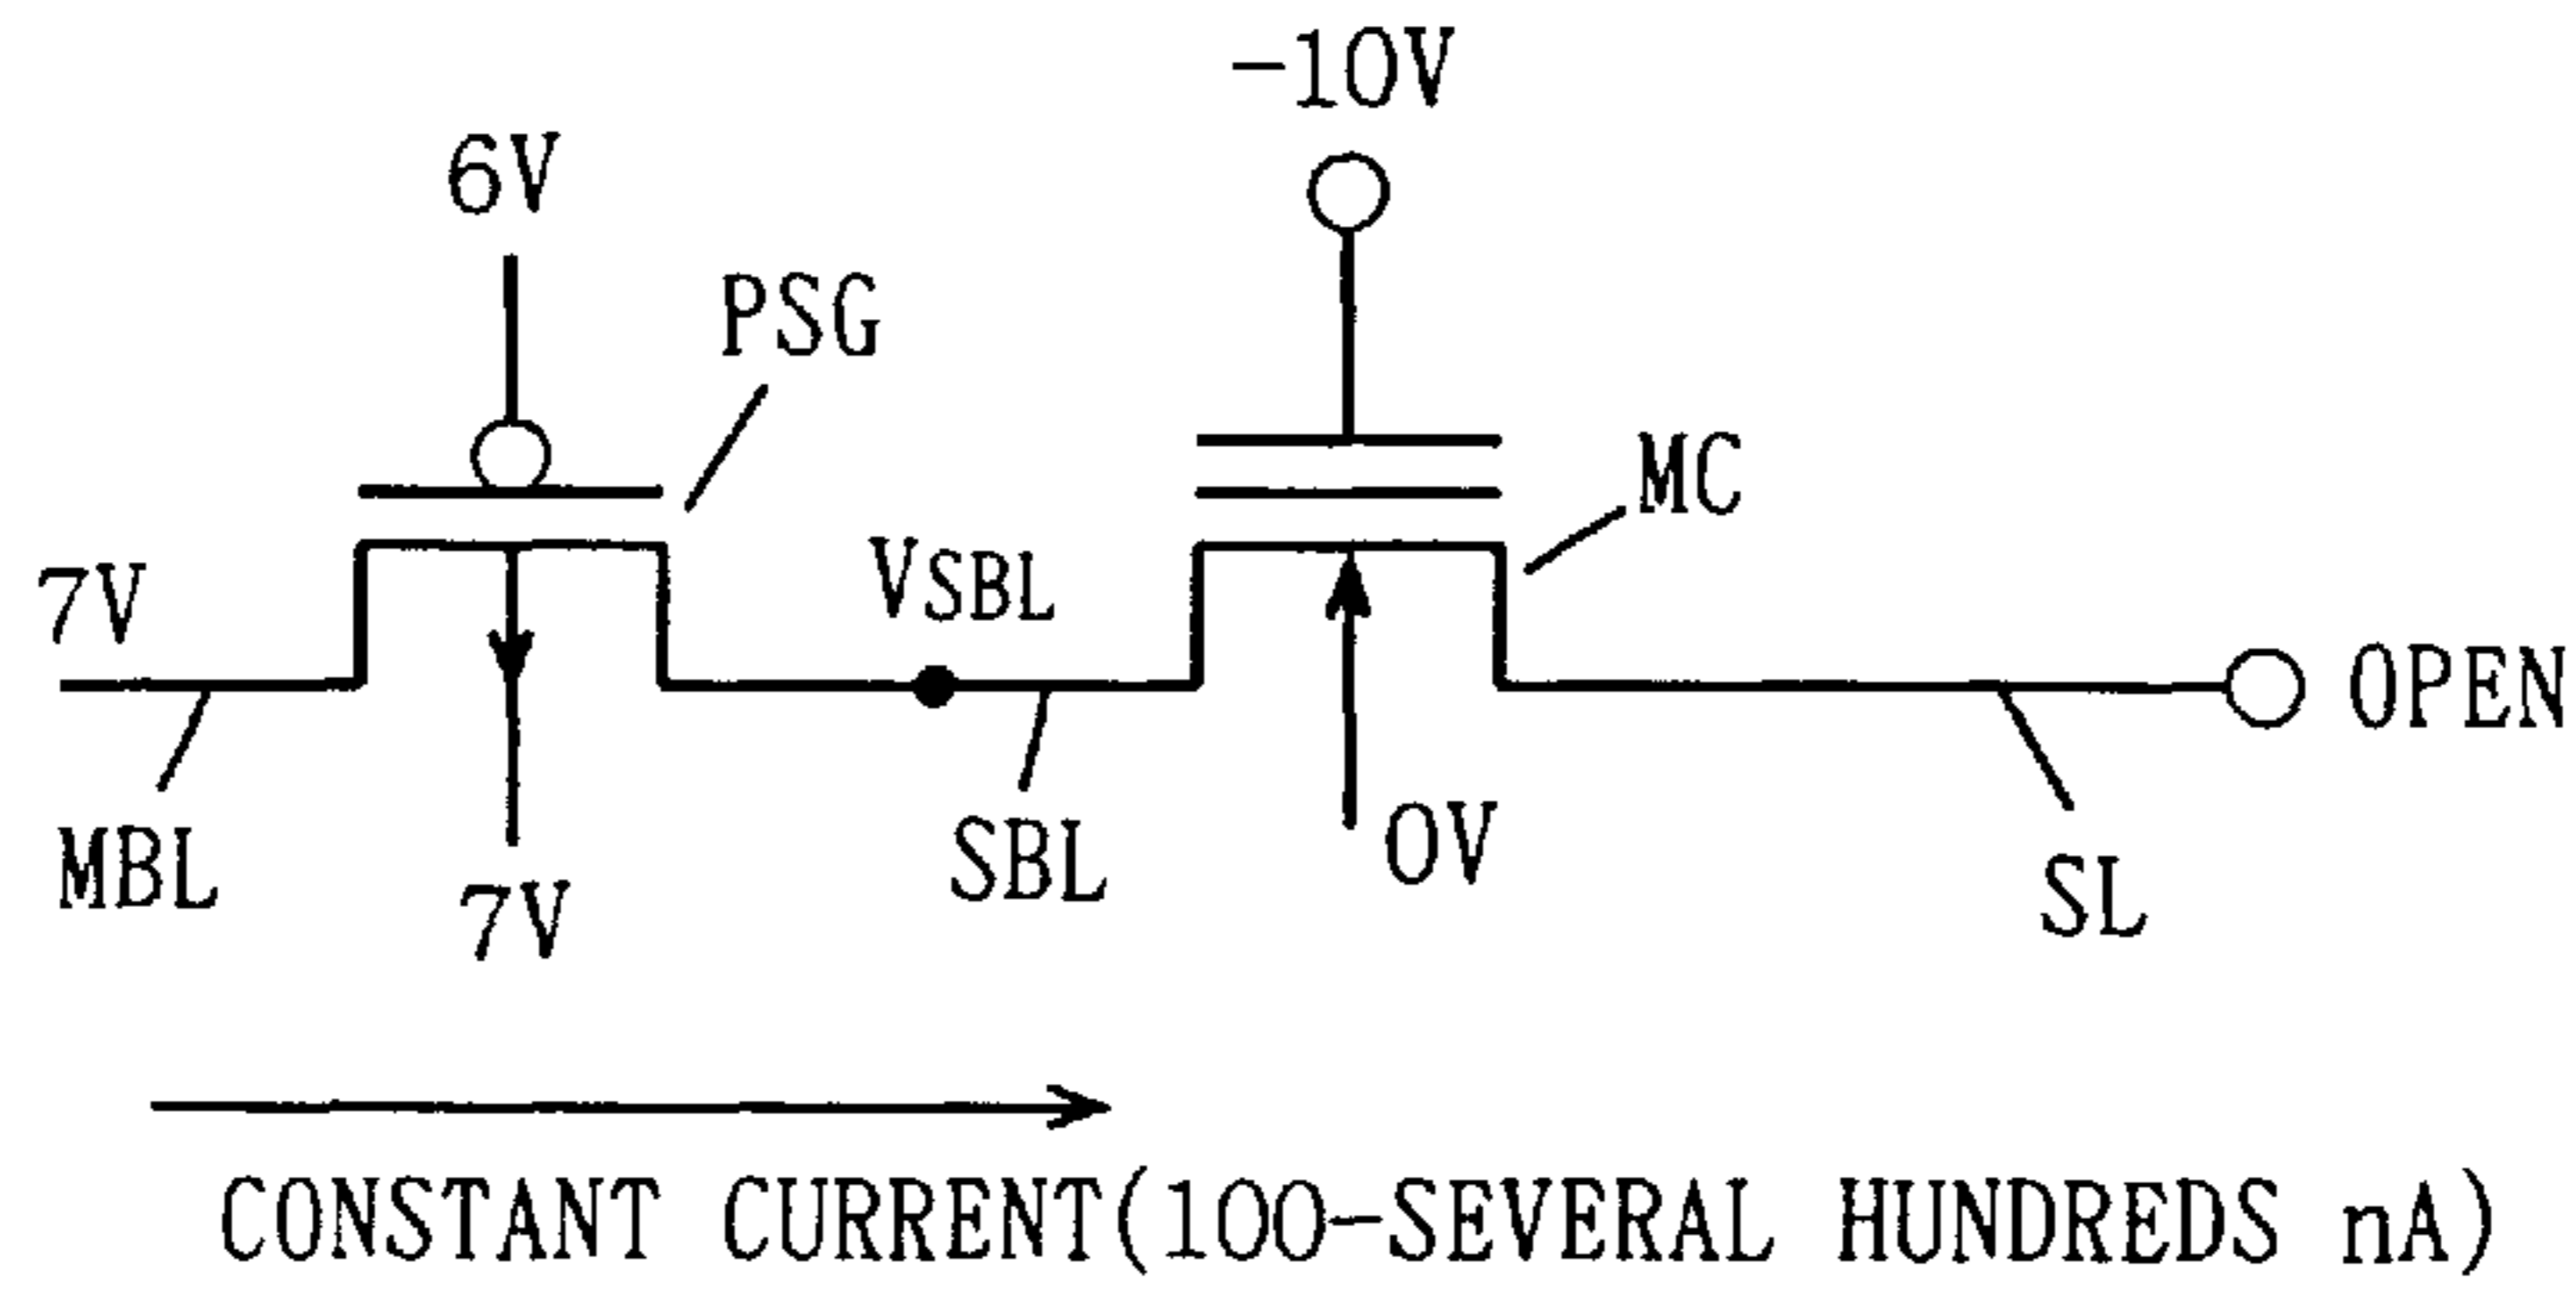 -10V
6V
PSG
MC
7V
VSBL
OPEN
MBL
7V
SBL
0V
SL
CONSTANT CURRENT(100-SEVERAL HUNDREDS nA)